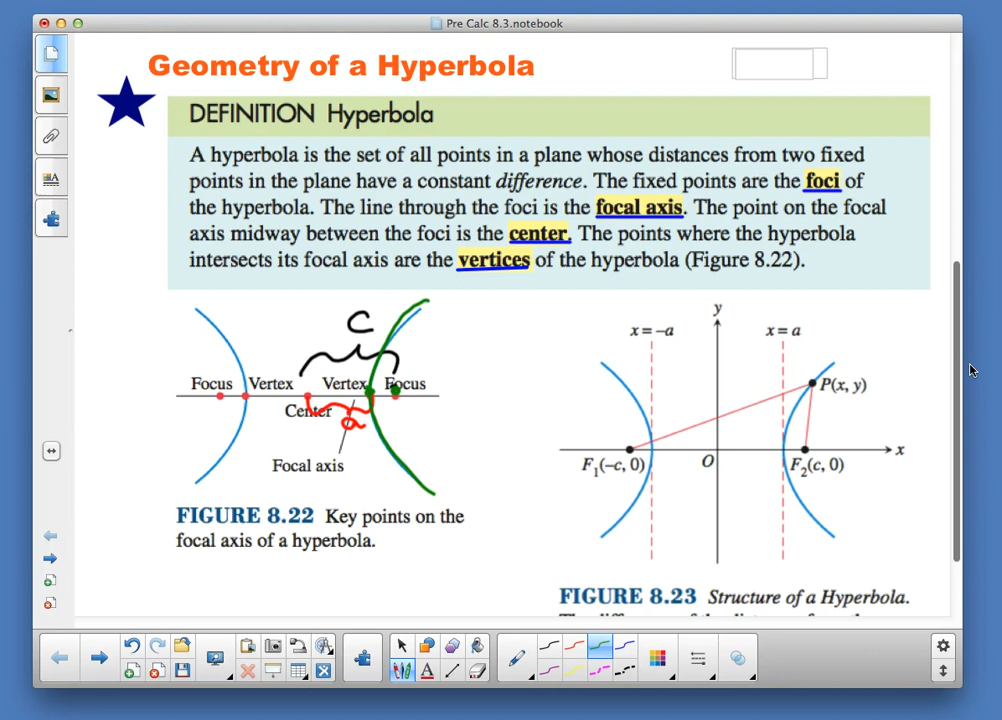 Pre Calc 8.3.notebook
Geometry of a Hyperbola
DEFINITION Hyperbola
A hyperbola is the set of all points in a plane whose distances from two fixed
points in the plane have a constant difference. The fixed points are the foci of
the hyperbola. The line through the foci is the focal axis. The point on the focal
axis midway between the foci is the center. The points where the hyperbola
intersects its focal axis are the vertices of the hyperbola (Figure 8.22).
C
Focus Vertex Vertex Focus
Center
a
Focal axis
FIGURE 8.22 Key points on the
focal axis of a hyperbola.
y
x = –a x = a
P(x, y)
x
F₁(–c, 0) O F₂(c, 0)
FIGURE 8.23 Structure of a Hyperbola.